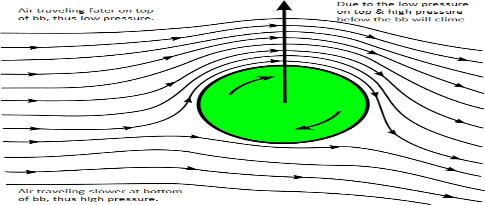 Air traveling fater on top
of bb, thus low pressure.
Due to the low pressure
on top & high pressure
below the bb will clime
Air traveling slower at bottom
of bb, thus high pressure.